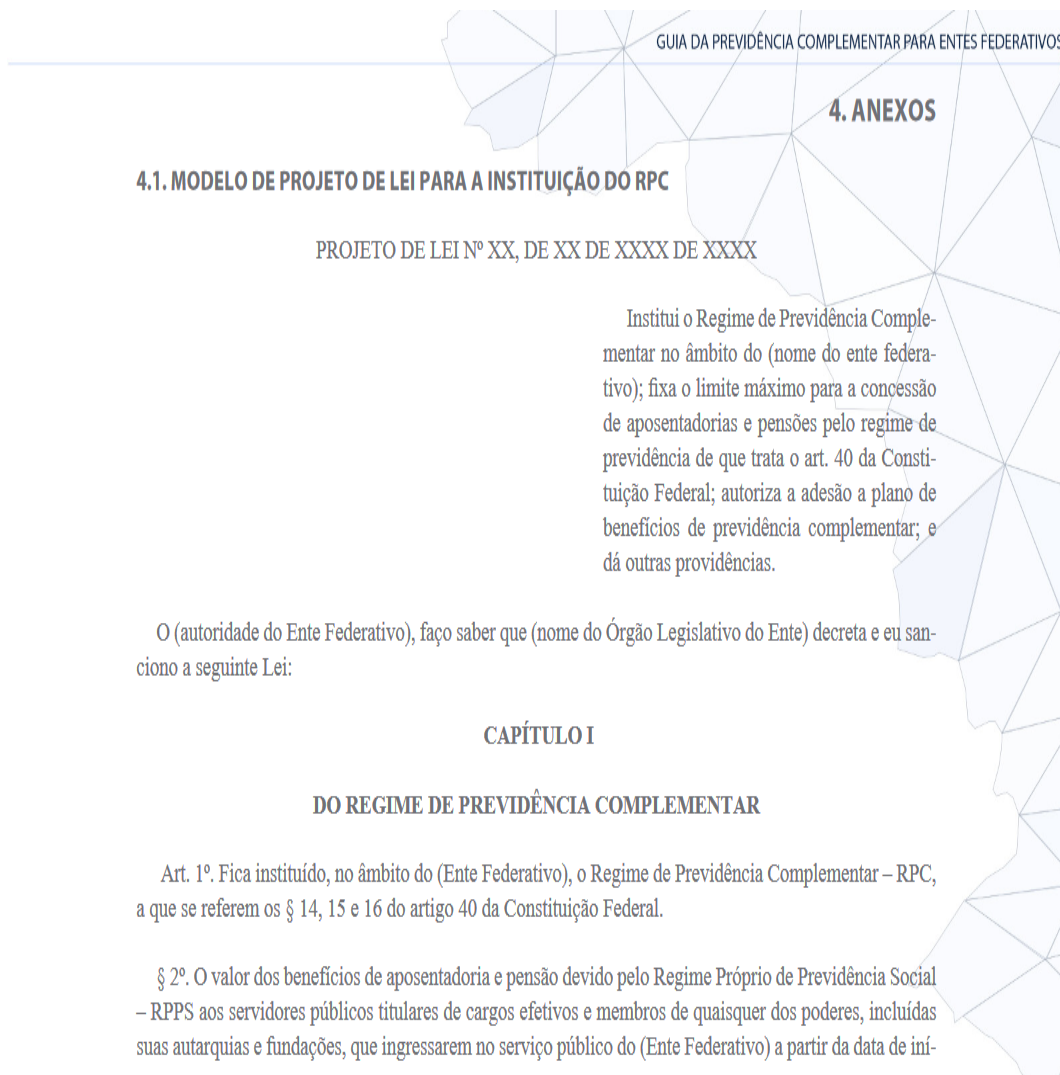 GUIA DA PREVIDÊNCIA COMPLEMENTAR PARA ENTES FEDERATIVOS
4. ANEXOS
4.1. MODELO DE PROJETO DE LEI PARA A INSTITUIÇÃO DO RPC
PROJETO DE LEI Nº XX, DE XX DE XXXX DE XXXX
Institui o Regime de Previdência Comple-
mentar no âmbito do (nome do ente federa-
tivo); fixa o limite máximo para a concessão
de aposentadorias e pensões pelo regime de
previdência de que trata o art. 40 da Consti-
tuição Federal; autoriza a adesão a plano de
benefícios de previdência complementar; e
dá outras providências.
O (autoridade do Ente Federativo), faço saber que (nome do Órgão Legislativo do Ente) decreta e eu san-
ciono a seguinte Lei:
CAPÍTULO I
DO REGIME DE PREVIDÊNCIA COMPLEMENTAR
Art. 1º. Fica instituído, no âmbito do (Ente Federativo), o Regime de Previdência Complementar – RPC,
a que se referem os § 14, 15 e 16 do artigo 40 da Constituição Federal.
§ 2º. O valor dos benefícios de aposentadoria e pensão devido pelo Regime Próprio de Previdência Social
– RPPS aos servidores públicos titulares de cargos efetivos e membros de quaisquer dos poderes, incluídas
suas autarquias e fundações, que ingressarem no serviço público do (Ente Federativo) a partir da data de iní-